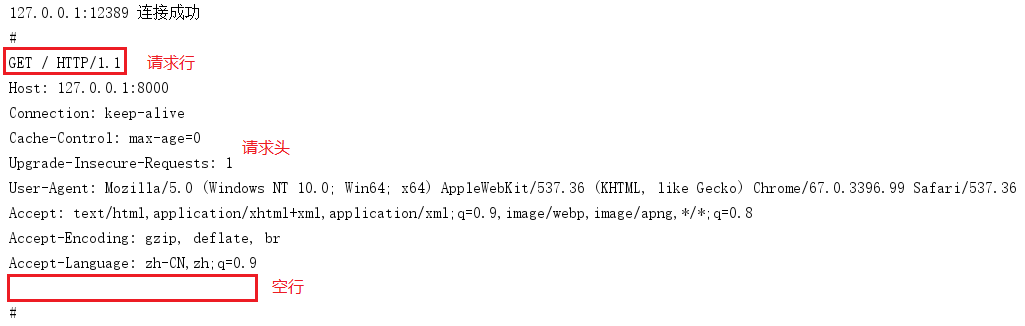 127.0.0.1:12389 连接成功
#
GET / HTTP/1.1 请求行
Host: 127.0.0.1:8000
Connection: keep-alive
Cache-Control: max-age=0
请求头
Upgrade-Insecure-Requests: 1
User-Agent: Mozilla/5.0 (Windows NT 10.0; Win64; x64) AppleWebKit/537.36 (KHTML, like Gecko) Chrome/67.0.3396.99 Safari/537.36
Accept: text/html,application/xhtml+xml,application/xml;q=0.9,image/webp,image/apng,*/*;q=0.8
Accept-Encoding: gzip, deflate, br
Accept-Language: zh-CN,zh;q=0.9
空行
#